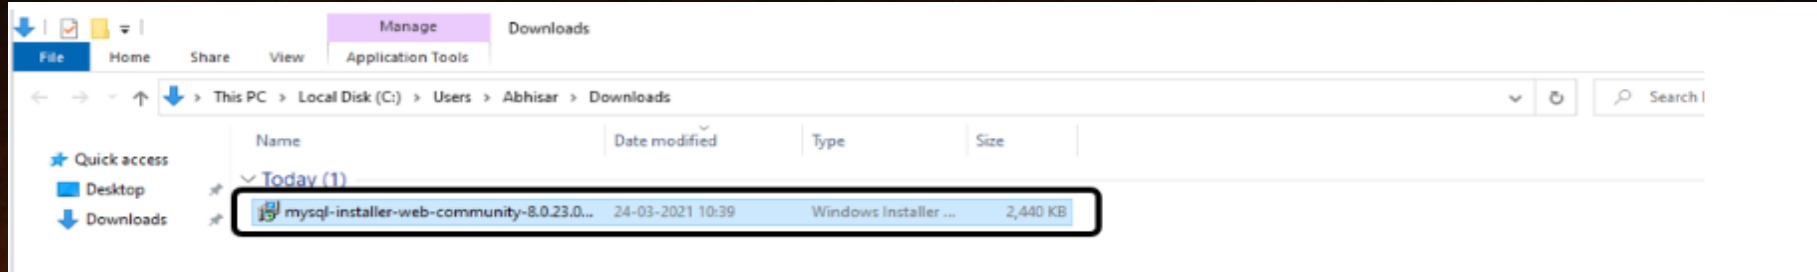 Manage Downloads
File Home Share View Application Tools
This PC > Local Disk (C:) > Users > Abhisar > Downloads Search
Name Date modified Type Size
Quick access
Today (1)
Desktop
mysql-installer-web-community-8.0.23.0... 24-03-2021 10:39 Windows Installer ... 2,440 KB
Downloads